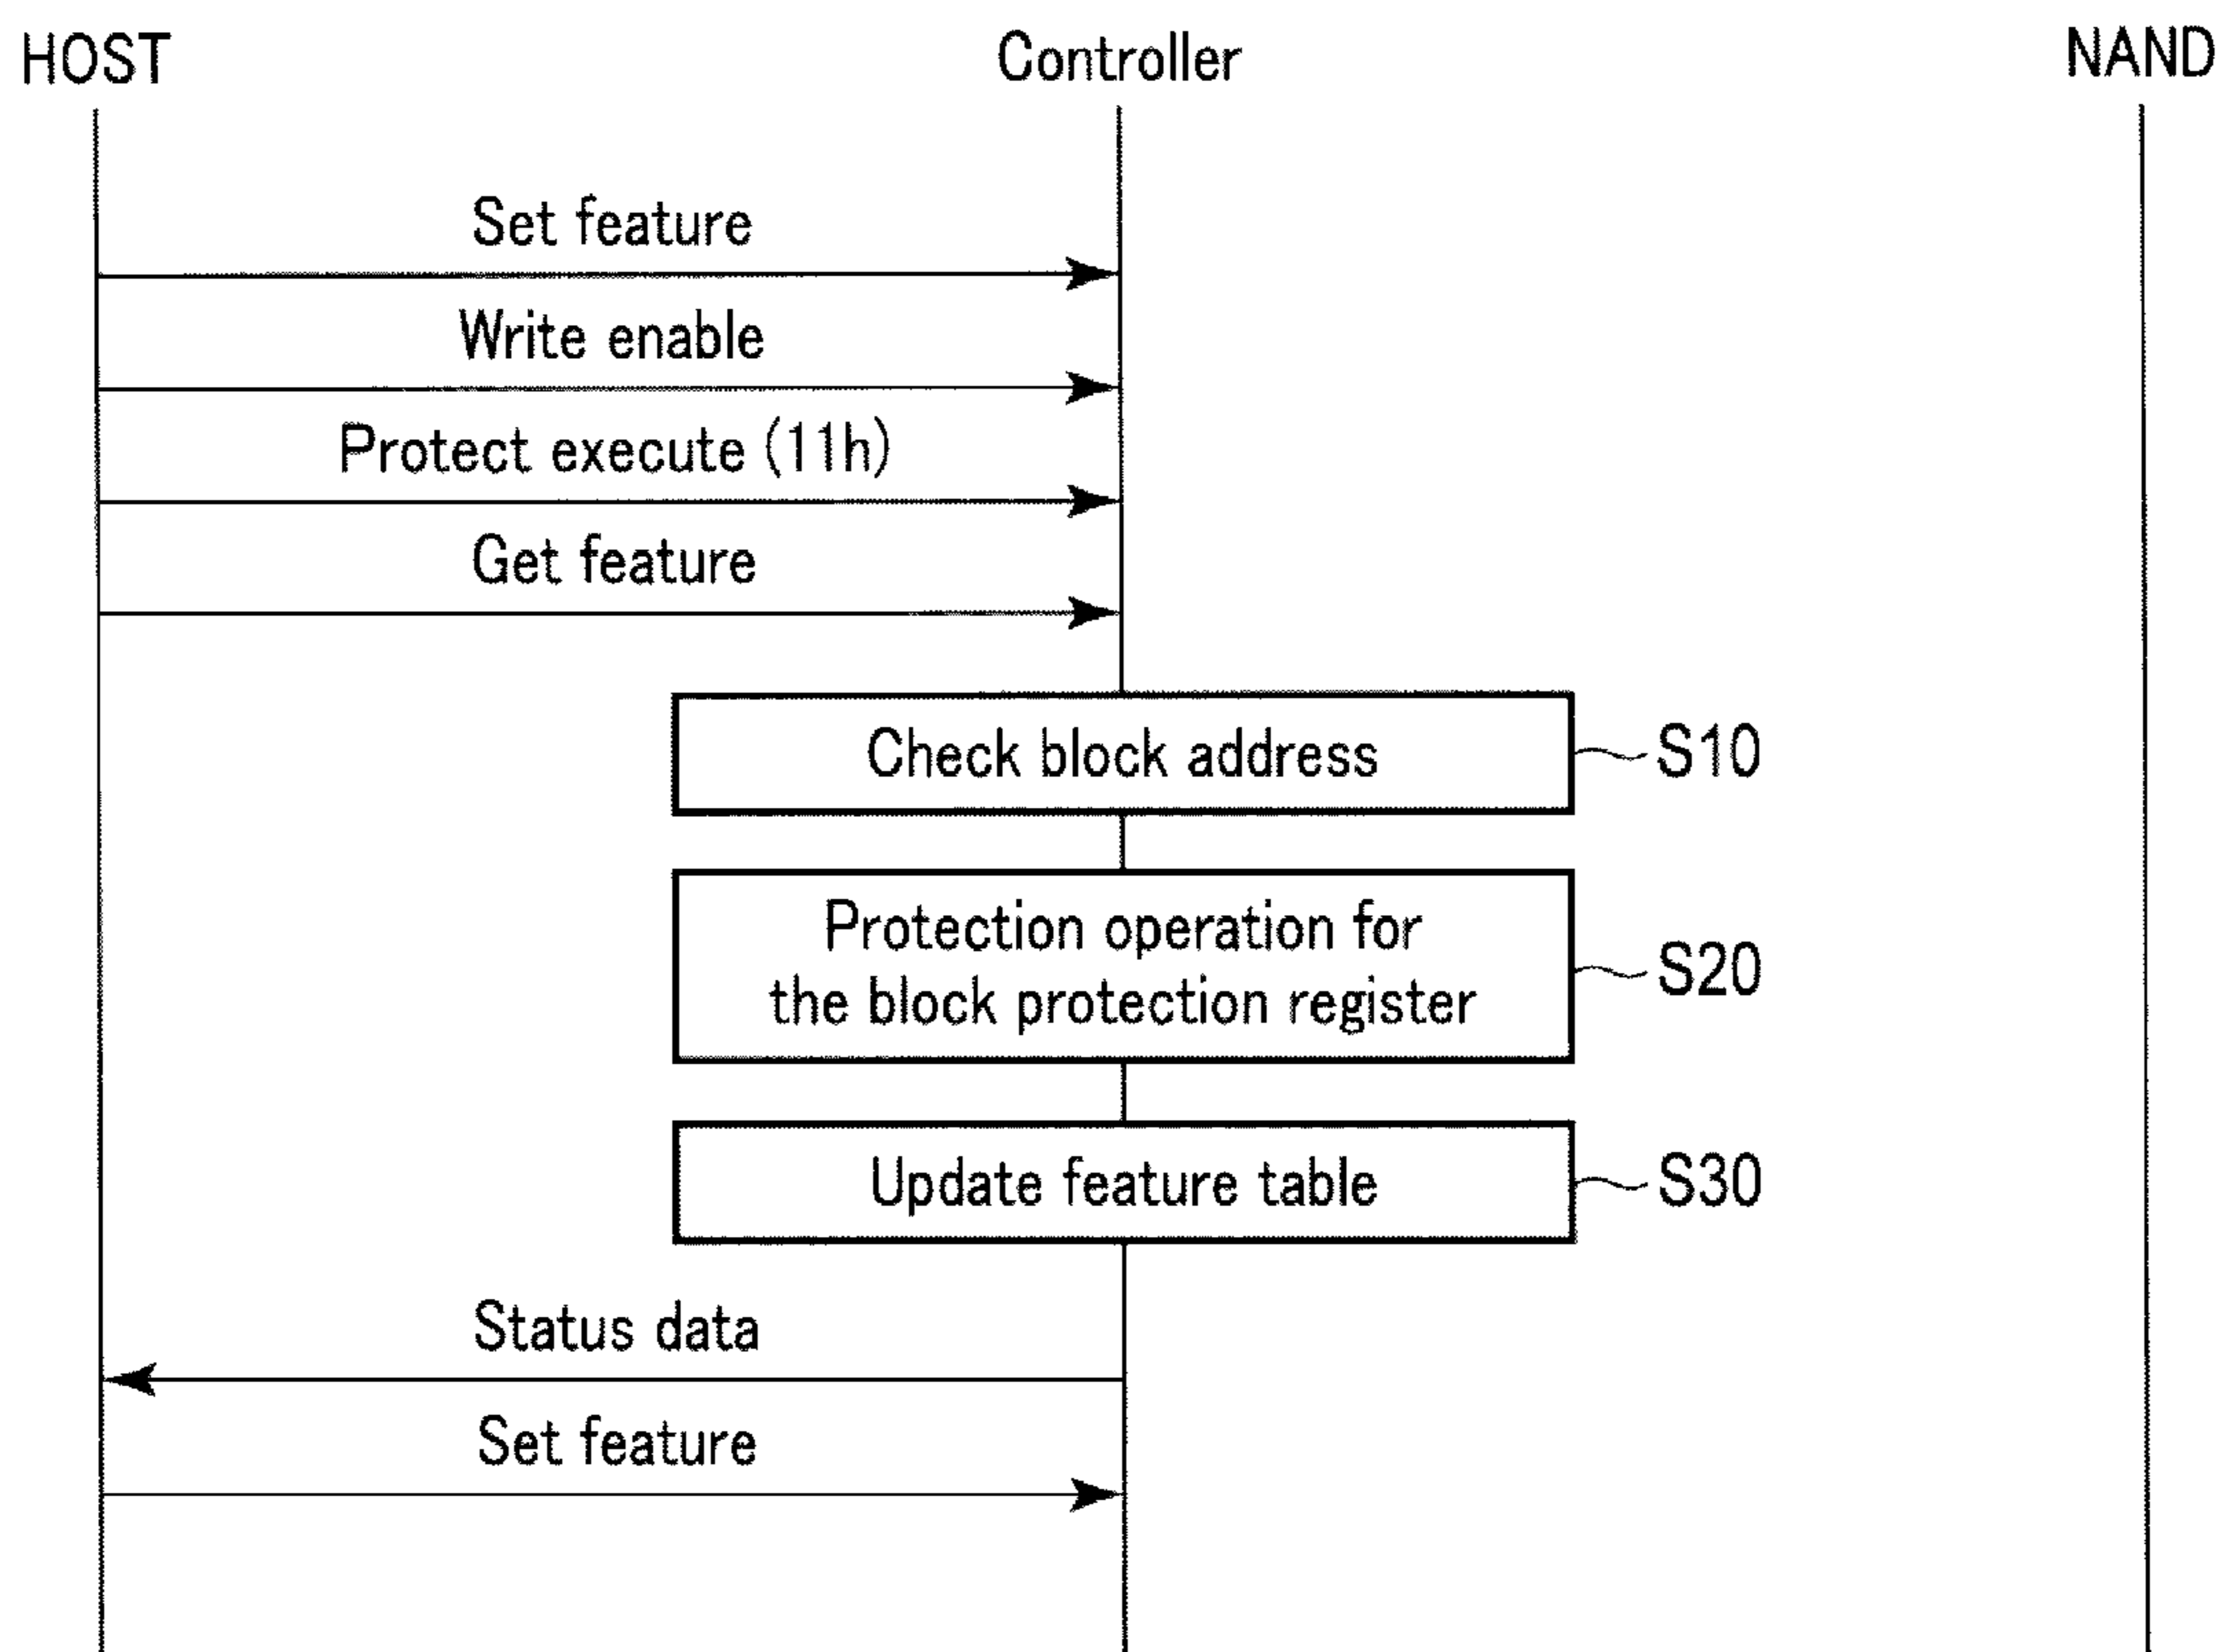 HOST
Controller
NAND
Set feature
Write enable
Protect execute (11h)
Get feature
Check block address
S10
Protection operation for
the block protection register
S20
Update feature table
S30
Status data
Set feature